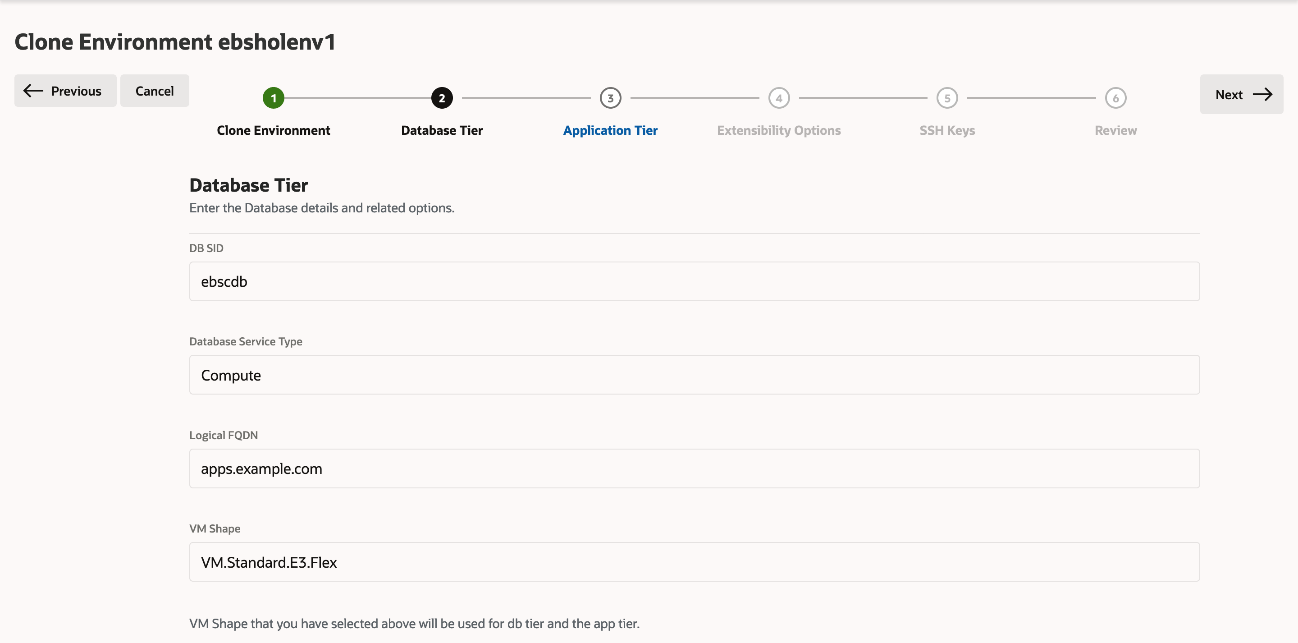 Clone Environment ebsholenv1
Previous
Cancel
1
2
3
4
5
6
Next
Clone Environment
Database Tier
Application Tier
Extensibility Options
SSH Keys
Review
Database Tier
Enter the Database details and related options.
DB SID
ebscdb
Database Service Type
Compute
Logical FQDN
apps.example.com
VM Shape
VM.Standard.E3.Flex
VM Shape that you have selected above will be used for db tier and the app tier.